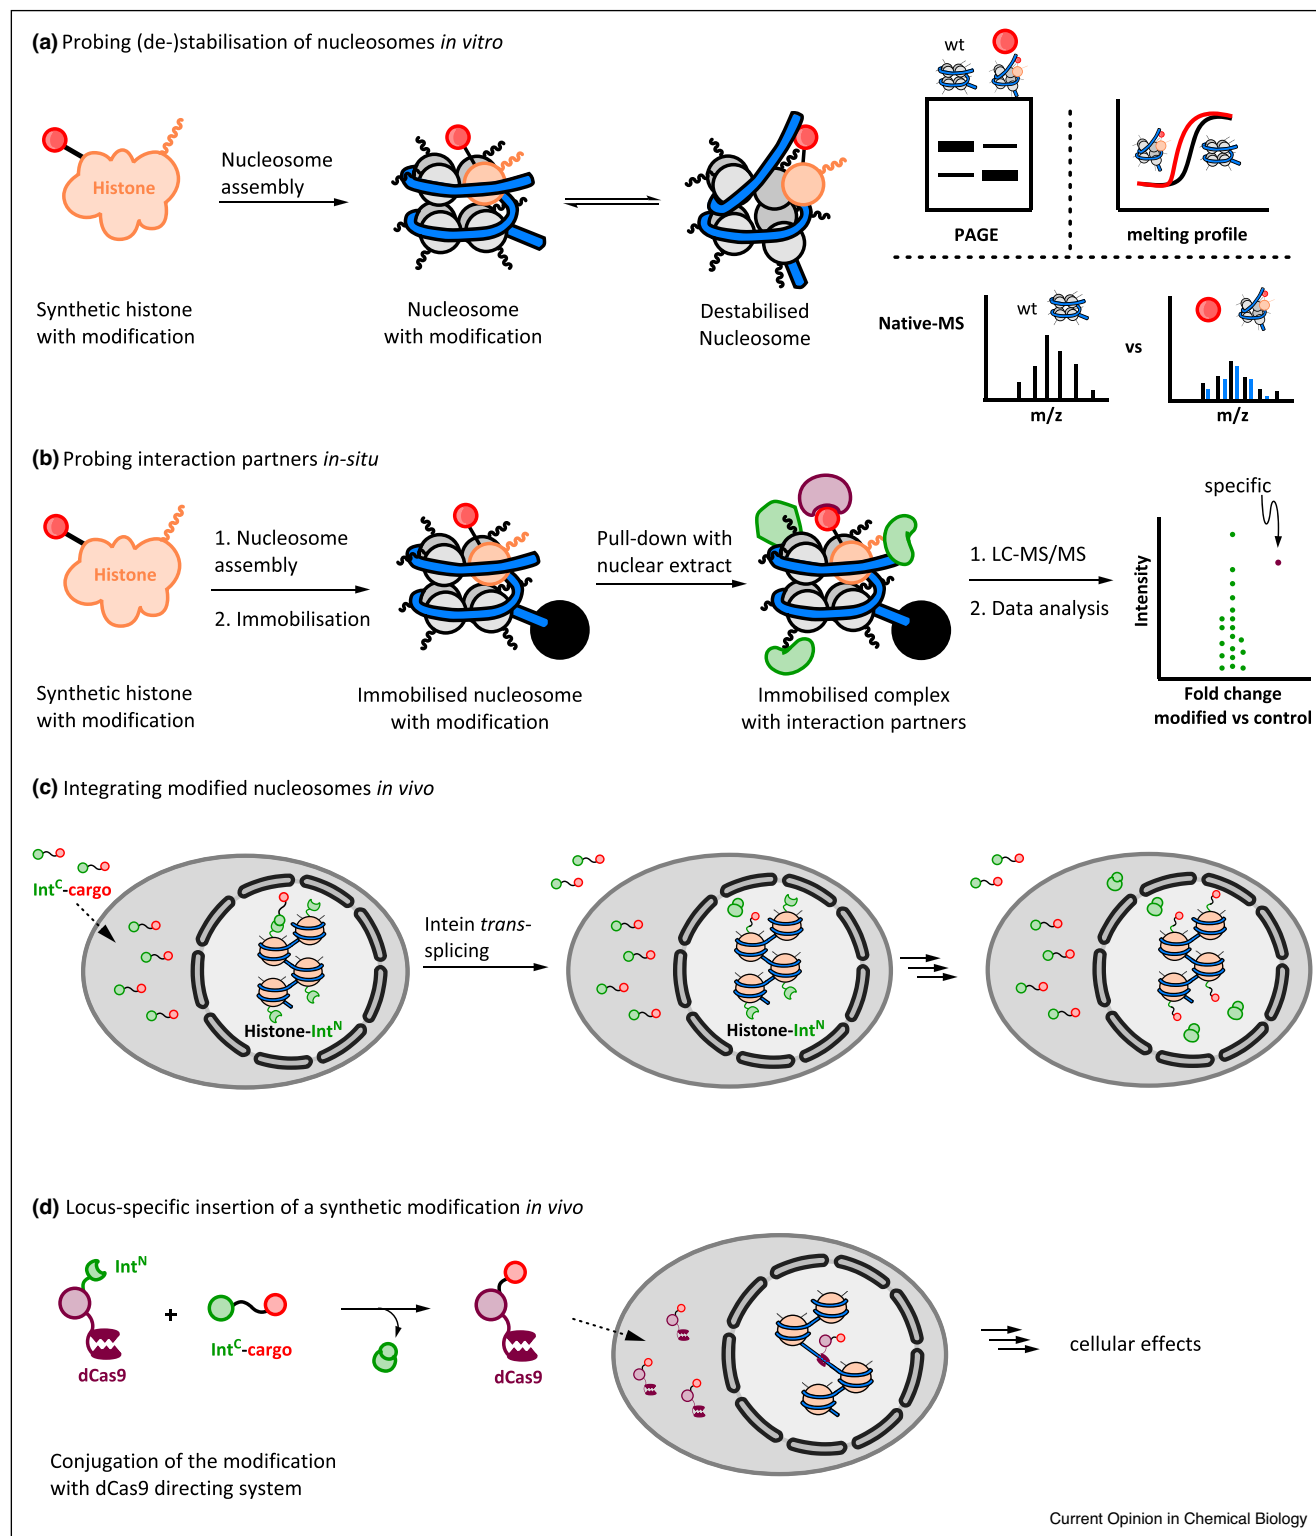 (a) Probing (de-)stabilisation of nucleosomes in vitro
Histone
Nucleosome
assembly
Synthetic histone
with modification
Nucleosome
with modification
Destabilised
Nucleosome
wt
PAGE
melting profile
Native-MS
wt
vs
m/z
m/z
(b) Probing interaction partners in-situ
Histone
1. Nucleosome
assembly
2. Immobilisation
Pull-down with
nuclear extract
1. LC-MS/MS
2. Data analysis
specific
Intensity
Fold change
modified vs control
Synthetic histone
with modification
Immobilised nucleosome
with modification
Immobilised complex
with interaction partners
(c) Integrating modified nucleosomes in vivo
IntC-cargo
Histone-IntN
Intein trans-
splicing
Histone-IntN
(d) Locus-specific insertion of a synthetic modification in vivo
IntN
+
IntC-cargo
dCas9
dCas9
cellular effects
Conjugation of the modification
with dCas9 directing system
Current Opinion in Chemical Biology